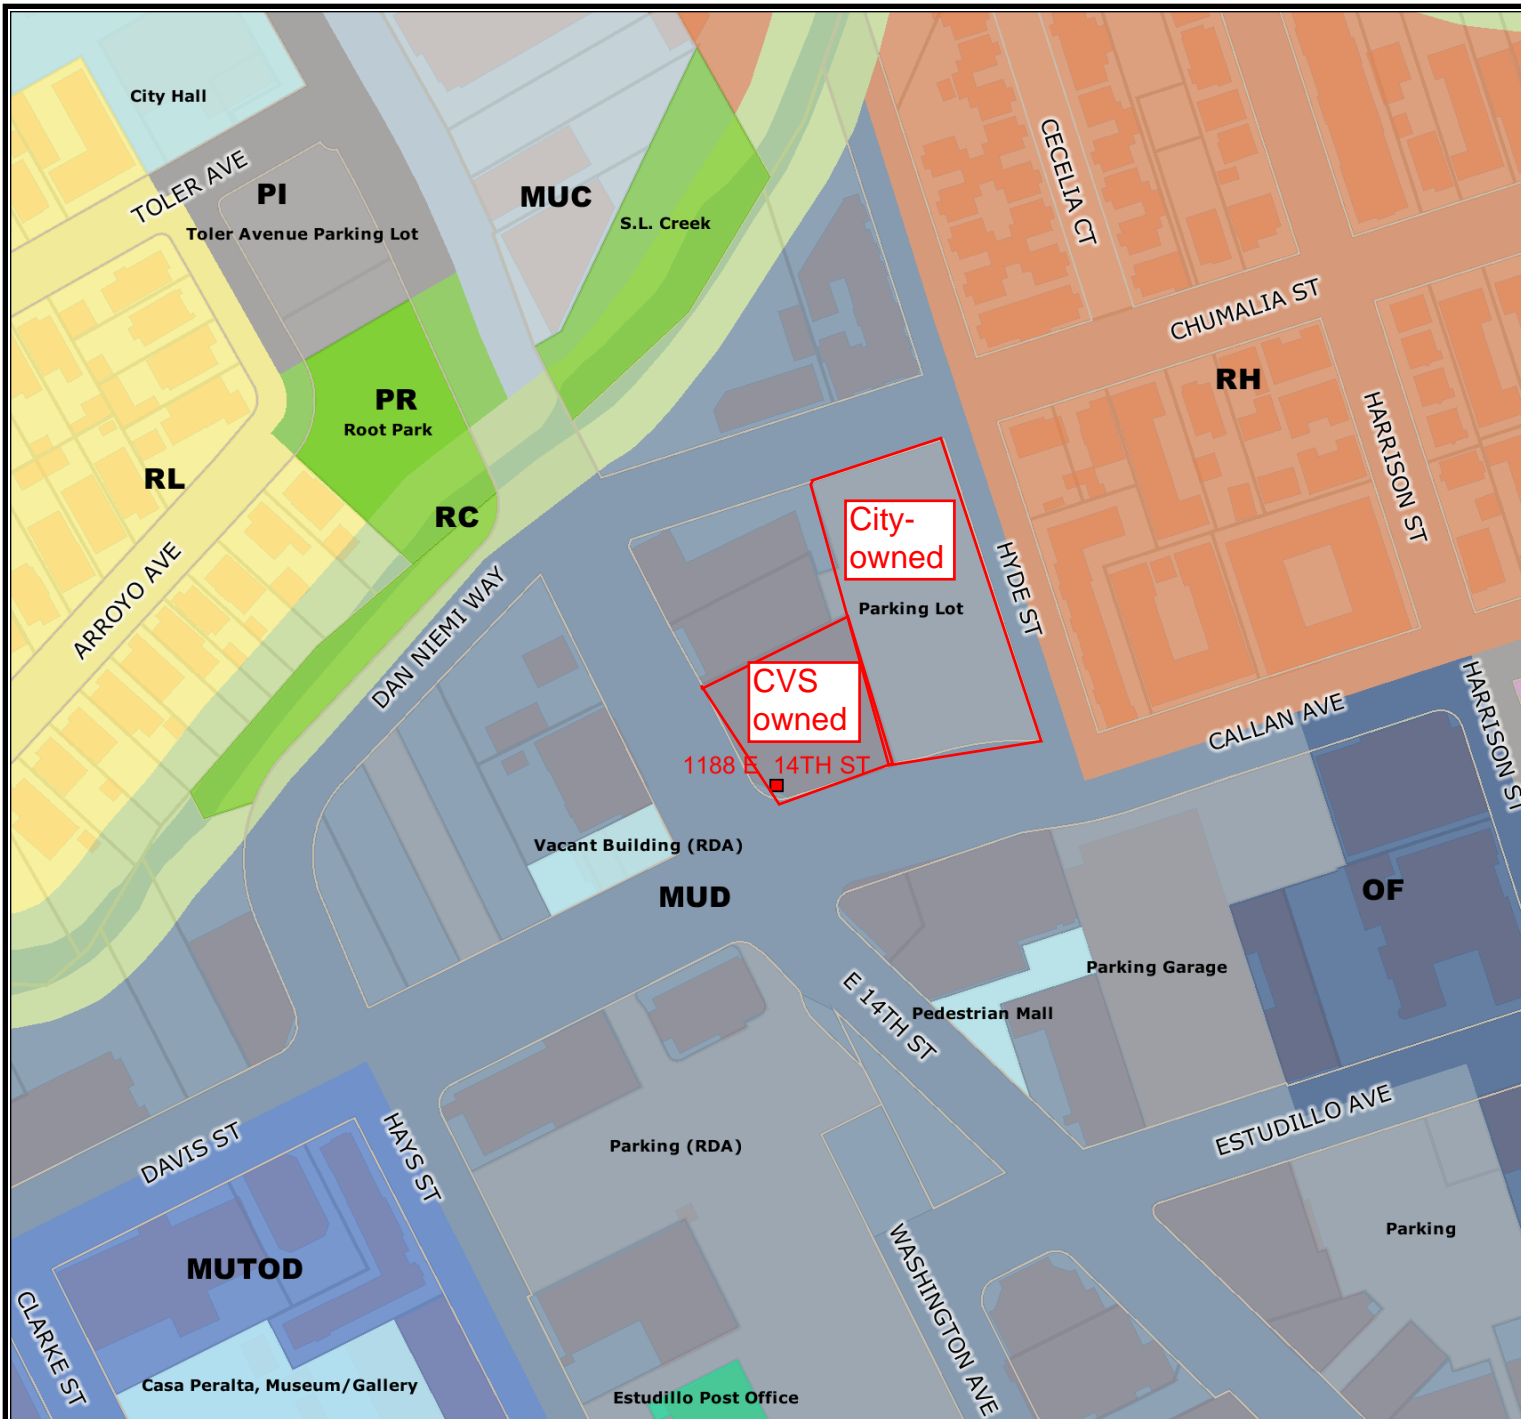 City Hall
TOLER AVE
PI
Toler Avenue Parking Lot
MUC
S.L. Creek
CECELIA CT
CHUMALIA ST
RH
HARRISON ST
PR
Root Park
RL
RC
ARROYO AVE
DAN NIEMI WAY
City-
owned
Parking Lot
HYDE ST
CVS
owned
1188 E 14TH ST
CALLAN AVE
HARRISON ST
Vacant Building (RDA)
MUD
OF
Parking Garage
E 14TH ST
Pedestrian Mall
ESTUDILLO AVE
DAVIS ST
HAYS ST
Parking (RDA)
Parking
MUTOD
WASHINGTON AVE
CLARKE ST
Casa Peralta, Museum/Gallery
Estudillo Post Office